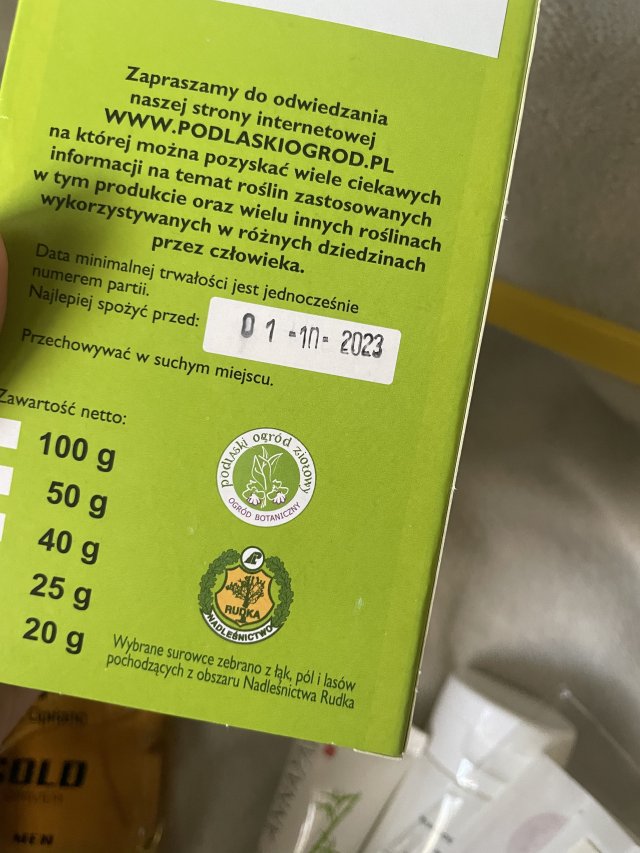 Zapraszamy do odwiedzania
naszej strony internetowej
WWW.PODLASKIOGROD.PL
na której można pozyskać wiele ciekawych
informacji na temat roślin zastosowanych
w tym produkcie oraz wielu innych roślinach
wykorzystywanych w różnych dziedzinach
przez człowieka.
Data minimalnej trwałości jest jednocześnie
numerem partii.
Najlepiej spożyć przed: 01-10-2023
Przechowywać w suchym miejscu.
Zawartość netto:
100 g
50 g
40 g
25 g
20 g
podlaski ogród ziołowy
OGRÓD BOTANICZNY
RUDKA
NADLEŚNICTWO
Wybrane surowce zebrano z łąk, pól i lasów
pochodzących z obszaru Nadleśnictwa Rudka
GOLD
MEN